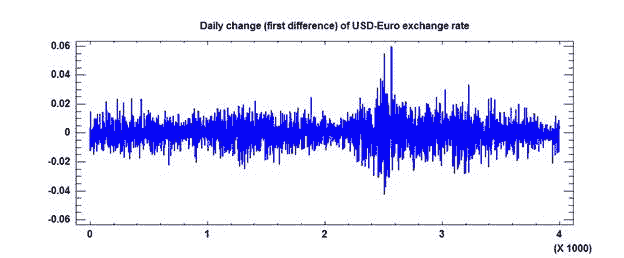 Daily change (first difference) of USD-Euro exchange rate
0.06
0.04
0.02
0
-0.02
-0.04
-0.06
0 1 2 3 4
(X 1000)